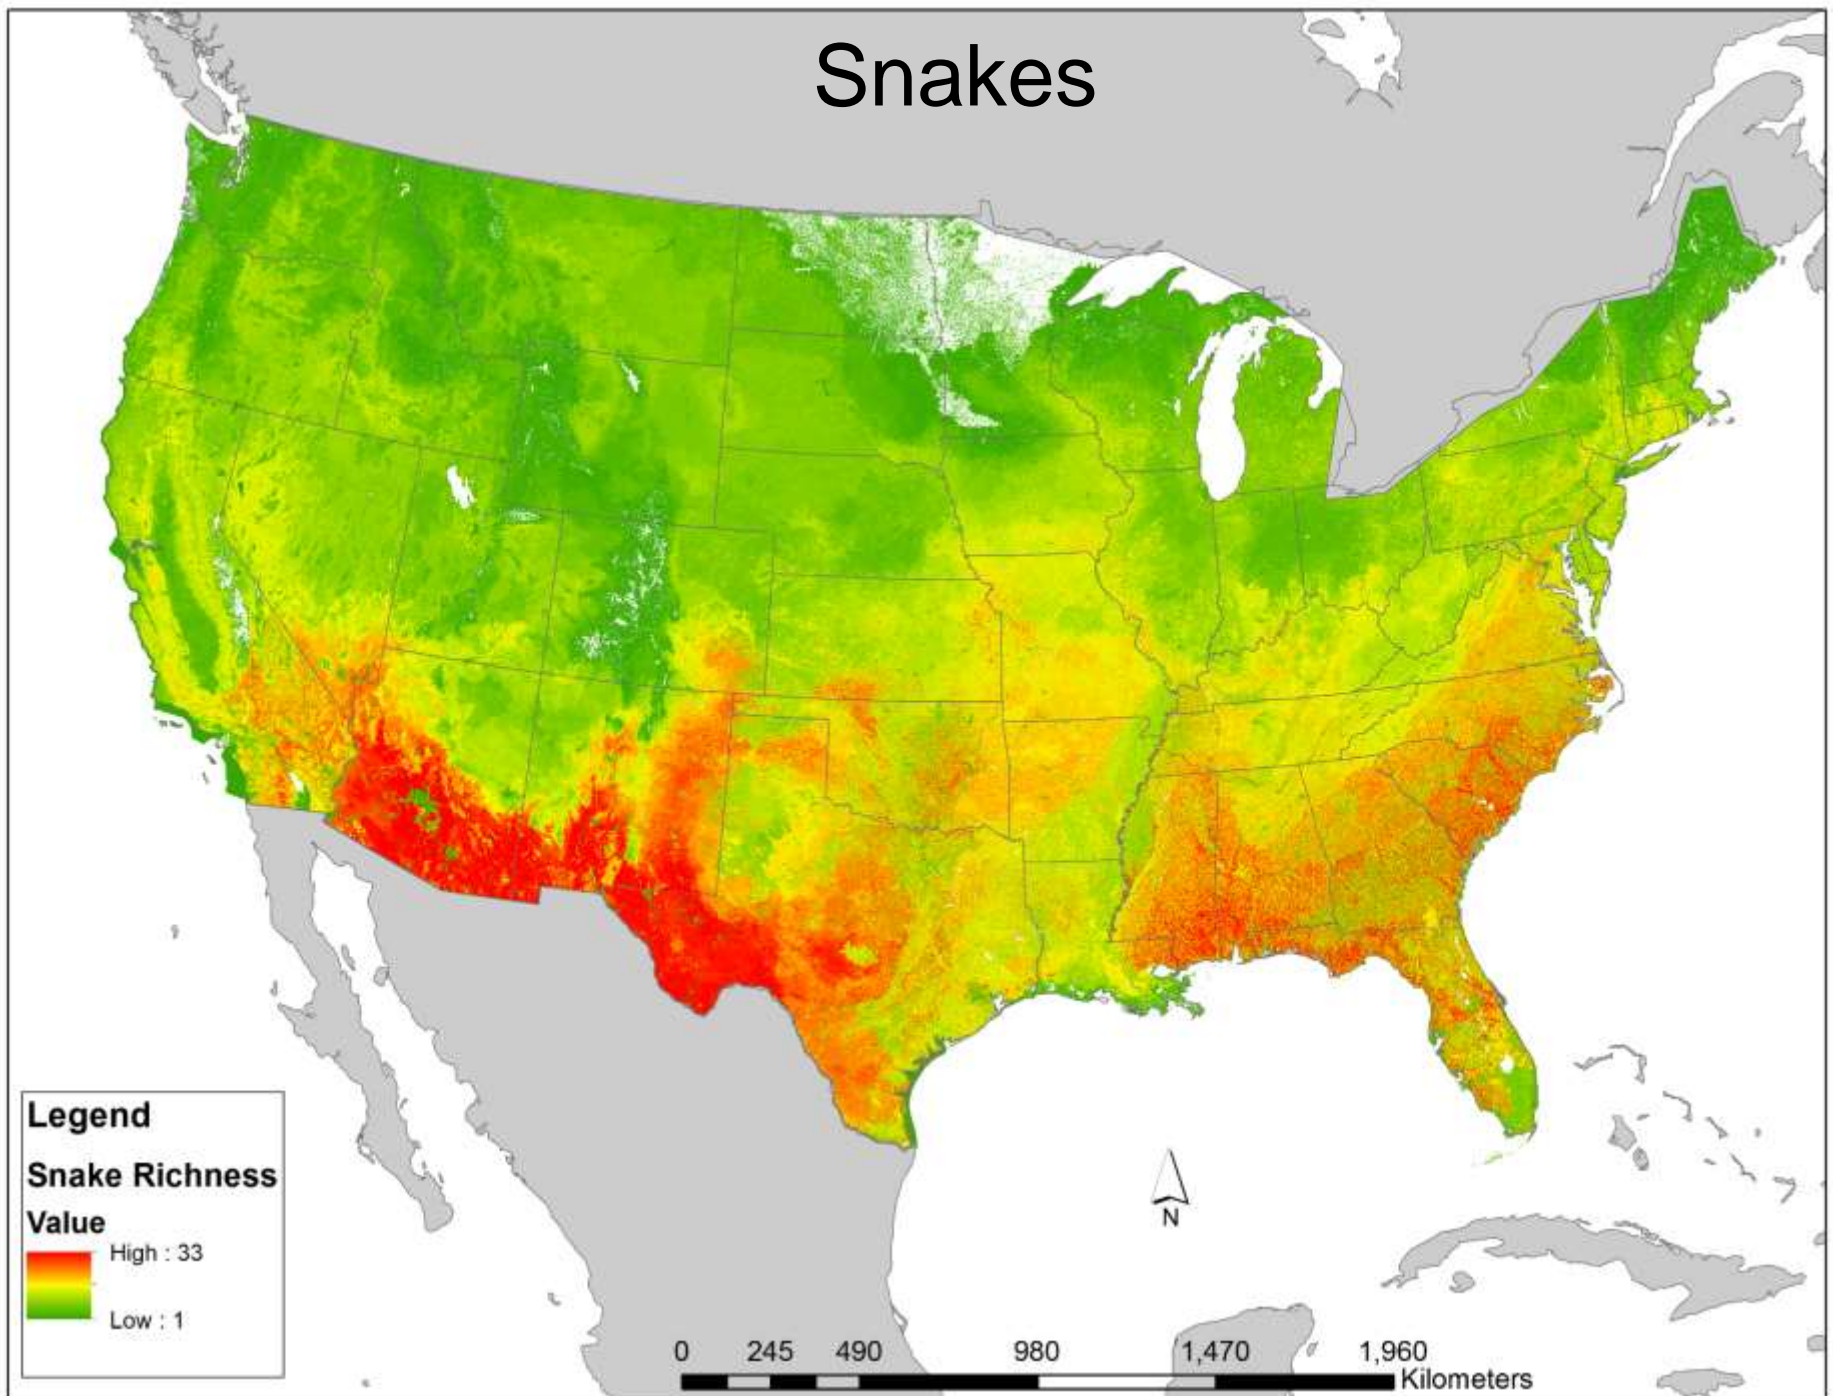 Snakes
Legend
Snake Richness
Value
High : 33
Low : 1
N
0 245 490 980 1,470 1,960
Kilometers